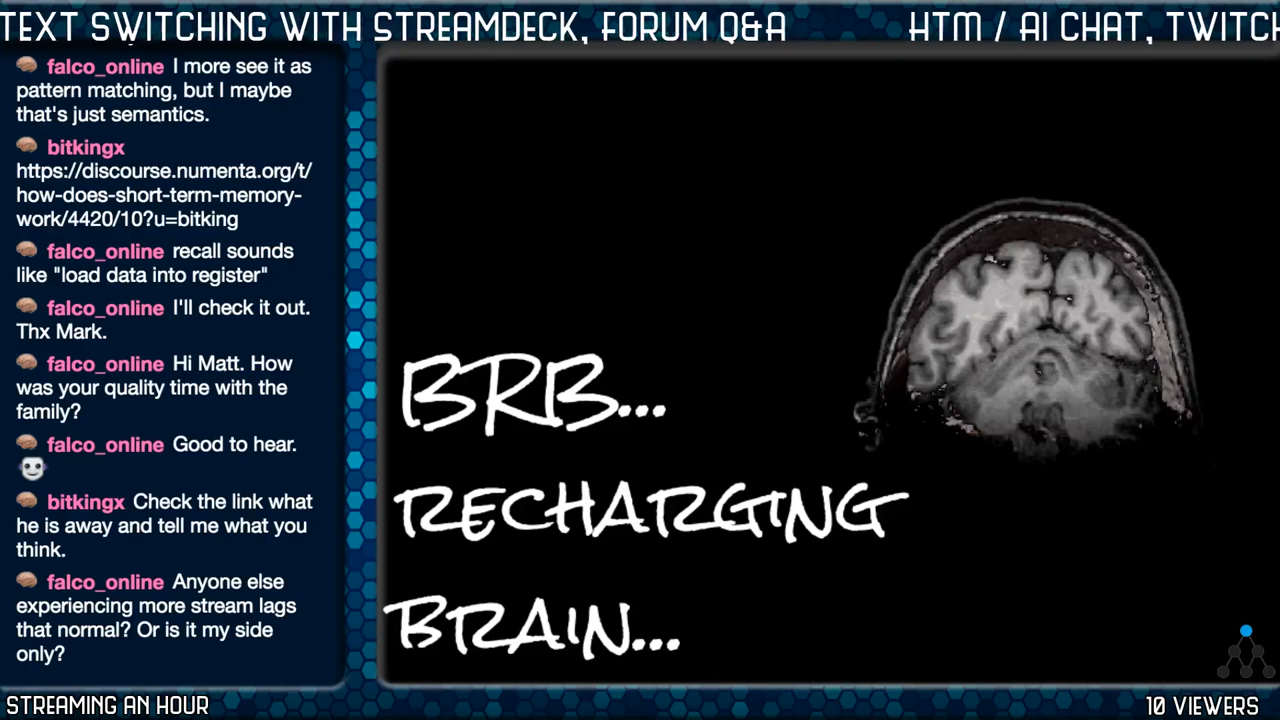 TEXT SWITCHING WITH STREAMDECK, FORUM Q&A HTM / AI CHAT, TWITCH
falco_online I more see it as
pattern matching, but I maybe
that's just semantics.
bitkingx
https://discourse.numenta.org/t/
how-does-short-term-memory-
work/4420/10?u=bitking
falco_online recall sounds
like "load data into register"
falco_online I'll check it out.
Thx Mark.
falco_online Hi Matt. How
was your quality time with the
family?
falco_online Good to hear.
bitkingx Check the link what
he is away and tell me what you
think.
falco_online Anyone else
experiencing more stream lags
that normal? Or is it my side
only?
BRB...
RECHARGING
BRAIN...
STREAMING AN HOUR
10 VIEWERS